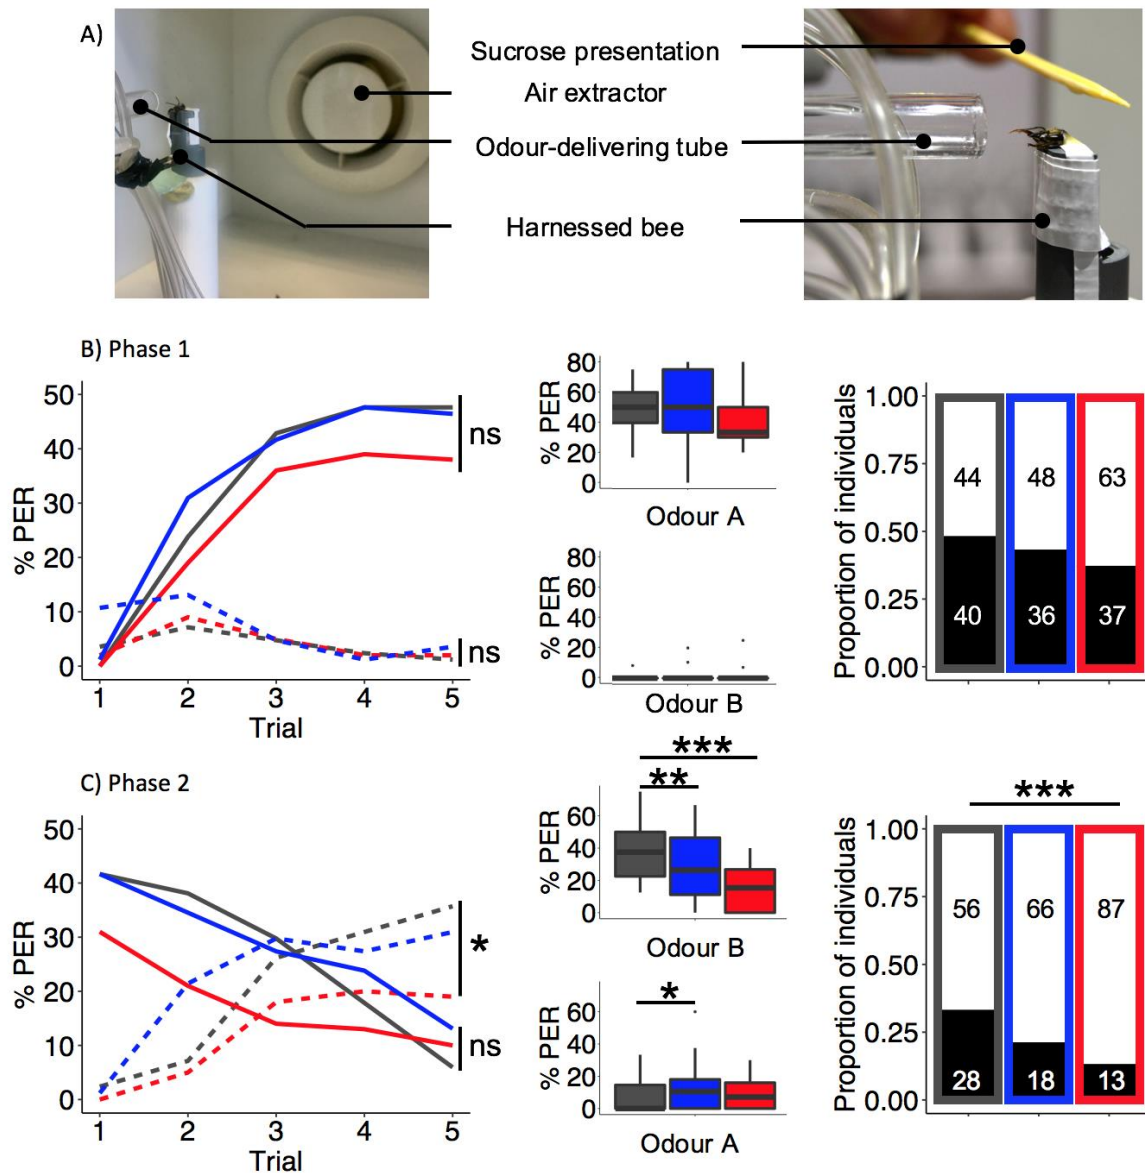 A)
Sucrose presentation
Air extractor
Odour-delivering tube
Harnessed bee
B) Phase 1
% PER
50
40
30
20
10
0
1 2 3 4 5
Trial
ns
ns
% PER
80
60
40
20
0
Odour A
% PER
80
60
40
20
0
Odour B
Proportion of individuals
1.00
0.75
0.50
0.25
0.00
44 48 63
40 36 37
C) Phase 2
% PER
50
40
30
20
10
0
1 2 3 4 5
Trial
*
ns
***
**
% PER
80
60
40
20
0
Odour B
*
% PER
60
40
20
0
Odour A
***
Proportion of individuals
1.00
0.75
0.50
0.25
0.00
56 66 87
28 18 13